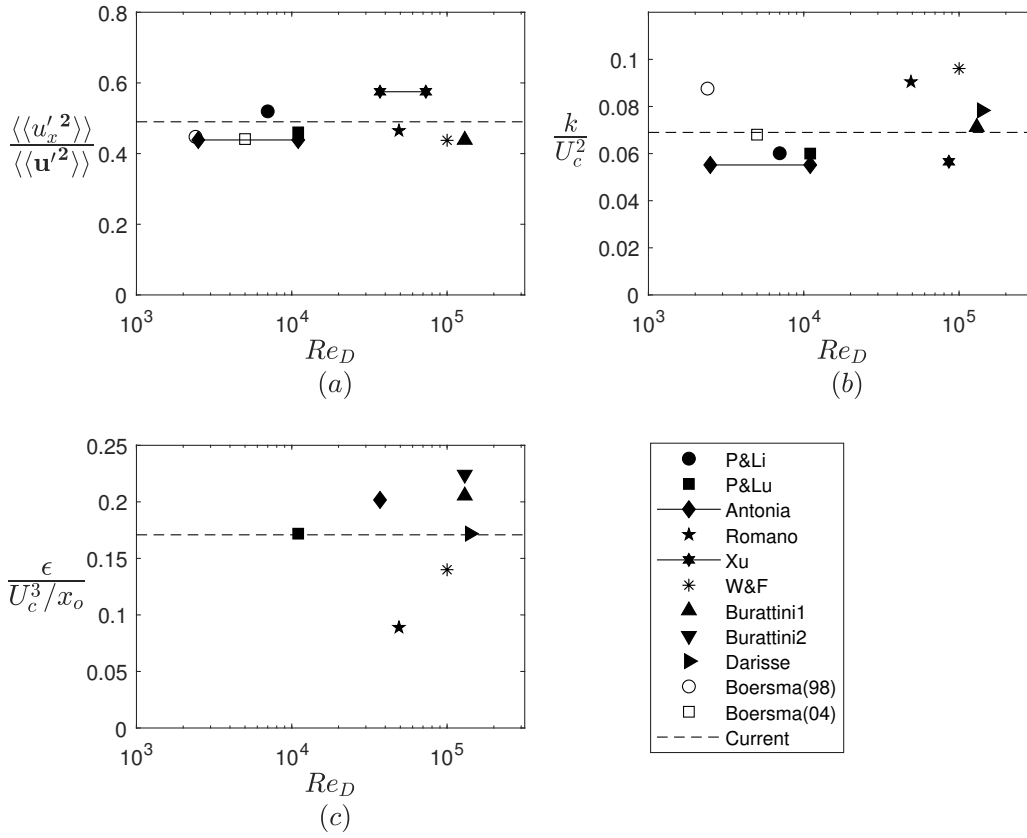 0.8
0.6
0.4
0.2
0
⟨⟨u′ₓ²⟩⟩
⟨⟨u′²⟩⟩
10³ 10⁴ 10⁵
Re_D
(a)
0.1
0.08
0.06
0.04
0.02
0
k
U_c²
10³ 10⁴ 10⁵
Re_D
(b)
0.25
0.2
0.15
0.1
0.05
0
ϵ
U_c³/x_o
10³ 10⁴ 10⁵
Re_D
(c)
P&Li
P&Lu
Antonia
Romano
Xu
W&F
Burattini1
Burattini2
Darisse
Boersma(98)
Boersma(04)
Current